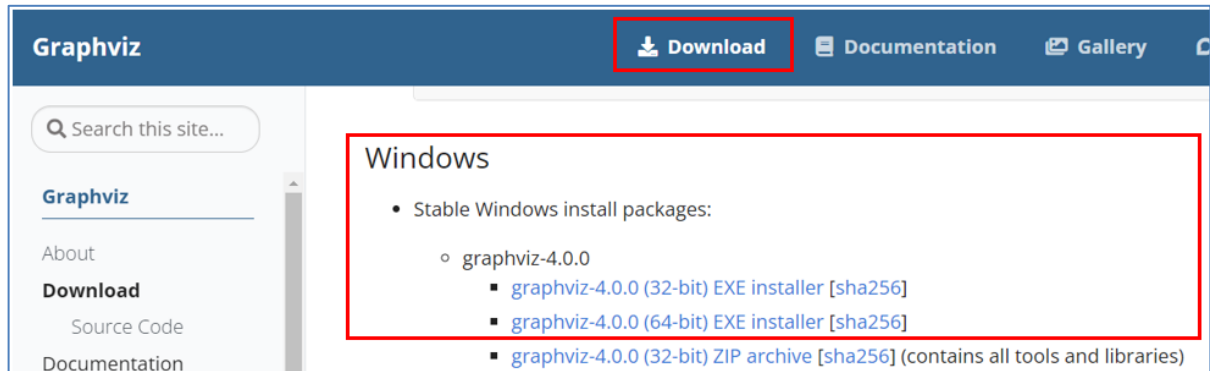 Graphviz
Download
Documentation
Gallery
Search this site...
Graphviz
About
Download
Source Code
Documentation
Windows
• Stable Windows install packages:
◦ graphviz-4.0.0
▪ graphviz-4.0.0 (32-bit) EXE installer [sha256]
▪ graphviz-4.0.0 (64-bit) EXE installer [sha256]
▪ graphviz-4.0.0 (32-bit) ZIP archive [sha256] (contains all tools and libraries)